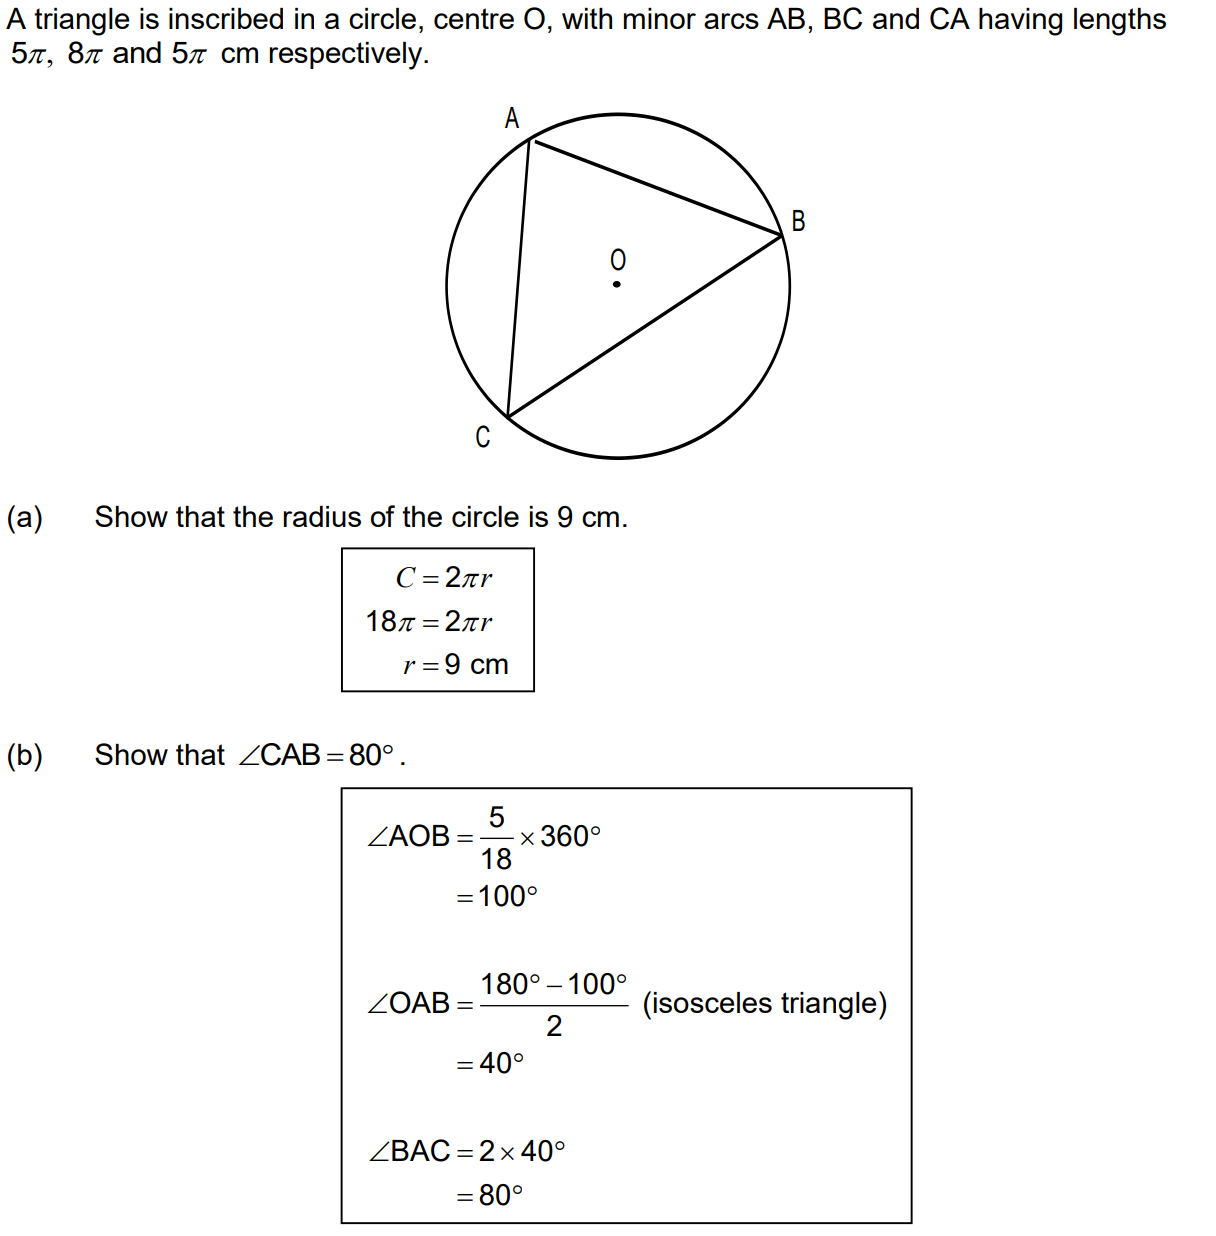 A triangle is inscribed in a circle, centre O, with minor arcs AB, BC and CA having lengths
5π, 8π and 5π cm respectively.
A
B
O
C
(a) Show that the radius of the circle is 9 cm.
C = 2πr
18π = 2πr
r = 9 cm
(b) Show that ∠CAB = 80°.
∠AOB = 5/18 × 360°
= 100°
∠OAB = (180° – 100°)/2 (isosceles triangle)
= 40°
∠BAC = 2 × 40°
= 80°